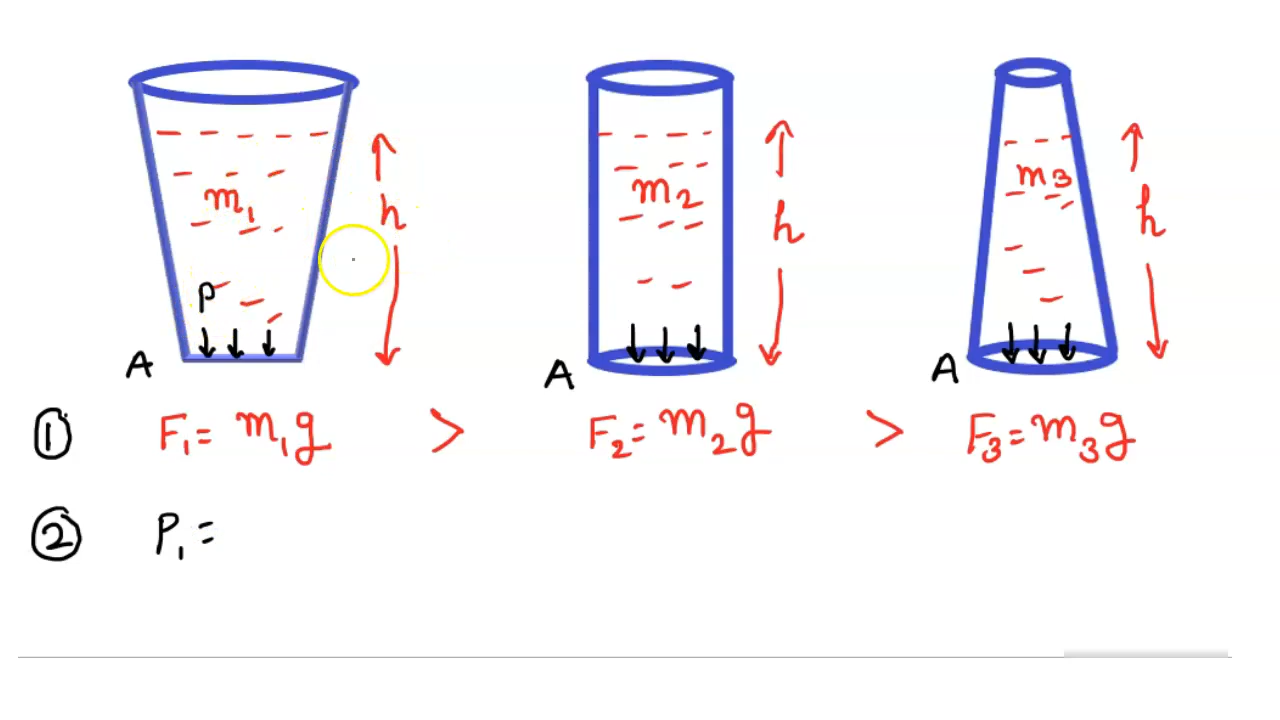 m₁ h m₂ h m₃ h
P
A A A
① F₁ = m₁g > F₂ = m₂g > F₃ = m₃g
② P₁ =